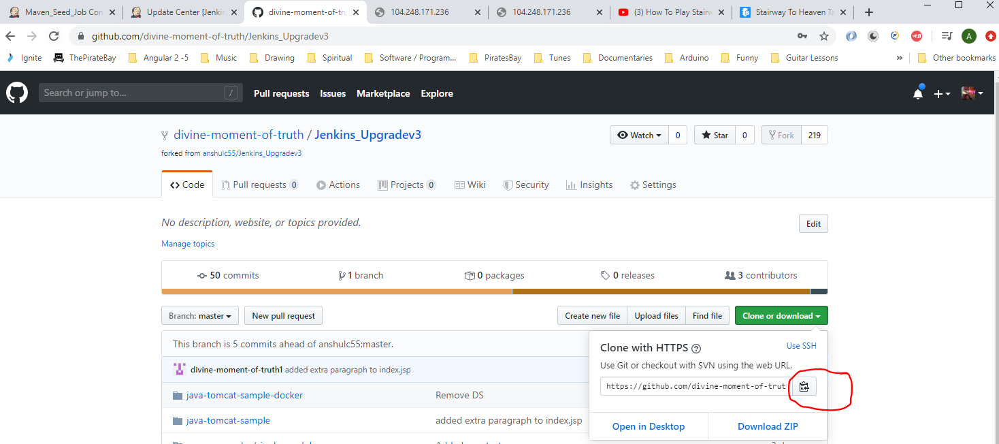 Maven_Seed_Job Con
Update Center [Jenkin
divine-moment-of-tru
104.248.171.236
104.248.171.236
(3) How To Play Stairw
Stairway To Heaven Ta
github.com/divine-moment-of-truth/Jenkins_Upgradev3
A
Ignite
ThePirateBay
Angular 2 -5
Music
Drawing
Spiritual
Software / Program...
PiratesBay
Tunes
Documentaries
Arduino
Funny
Guitar Lessons
»
Other bookmarks
Search or jump to...
/
Pull requests
Issues
Marketplace
Explore
divine-moment-of-truth / Jenkins_Upgradev3
Watch
0
Star
0
Fork
219
forked from anshulc55/Jenkins_Upgradev3
Code
Pull requests 0
Actions
Projects 0
Wiki
Security
Insights
Settings
No description, website, or topics provided.
Edit
Manage topics
50 commits
1 branch
0 packages
0 releases
3 contributors
Branch: master
New pull request
Create new file
Upload files
Find file
Clone or download
This branch is 5 commits ahead of anshulc55:master.
divine-moment-of-truth1 added extra paragraph to index.jsp
java-tomcat-sample-docker
Remove DS
java-tomcat-sample
added extra paragraph to index.jsp
Clone with HTTPS
Use SSH
Use Git or checkout with SVN using the web URL.
https://github.com/divine-moment-of-trut
Open in Desktop
Download ZIP